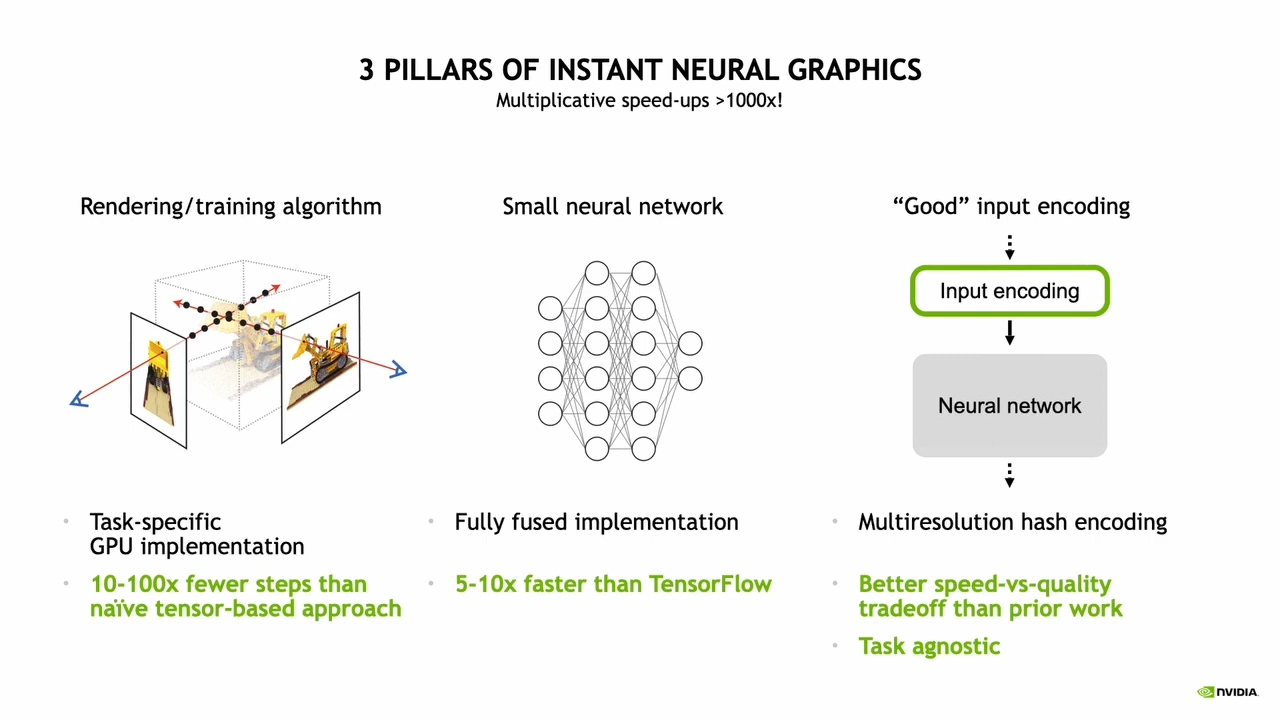 3 PILLARS OF INSTANT NEURAL GRAPHICS
Multiplicative speed-ups >1000x!
Rendering/training algorithm
• Task-specific
GPU implementation
• 10-100x fewer steps than
naïve tensor-based approach
Small neural network
• Fully fused implementation
• 5-10x faster than TensorFlow
“Good” input encoding
Input encoding
Neural network
• Multiresolution hash encoding
• Better speed-vs-quality
tradeoff than prior work
• Task agnostic
NVIDIA.